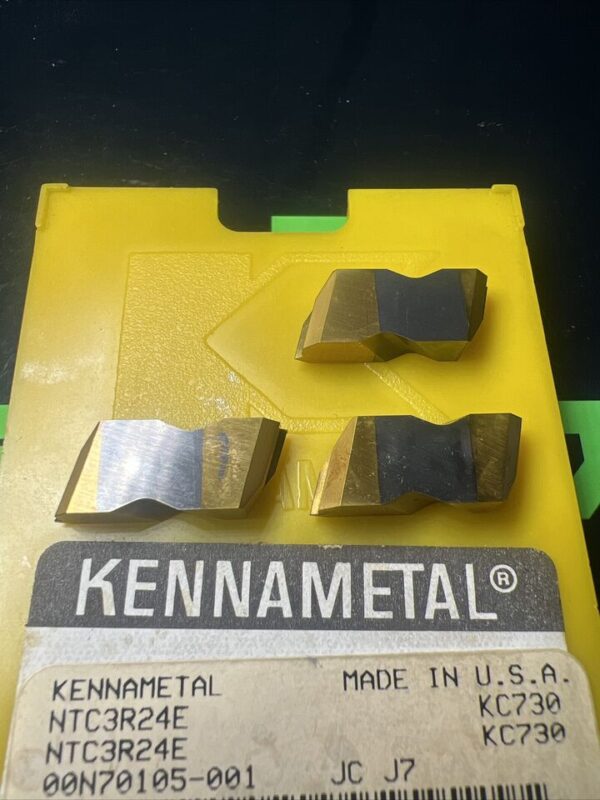 KENNAMETAL®
KENNAMETAL MADE IN U.S.A.
NTC3R24E KC730
NTC3R24E KC730
00N70105-001 JC J7